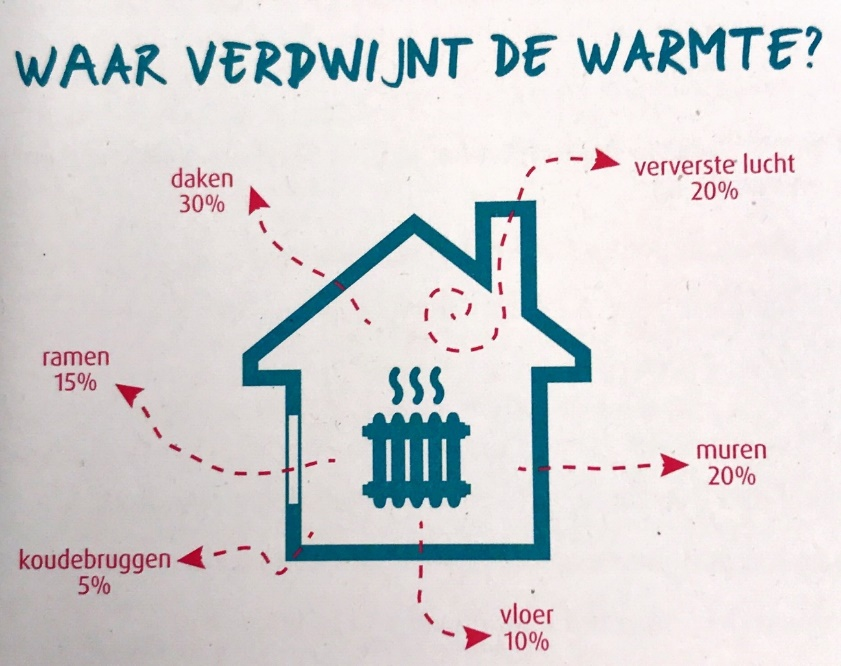 WAAR VERDWIJNT DE WARMTE?
daken
30%
ververste lucht
20%
ramen
15%
muren
20%
koudebruggen
5%
vloer
10%